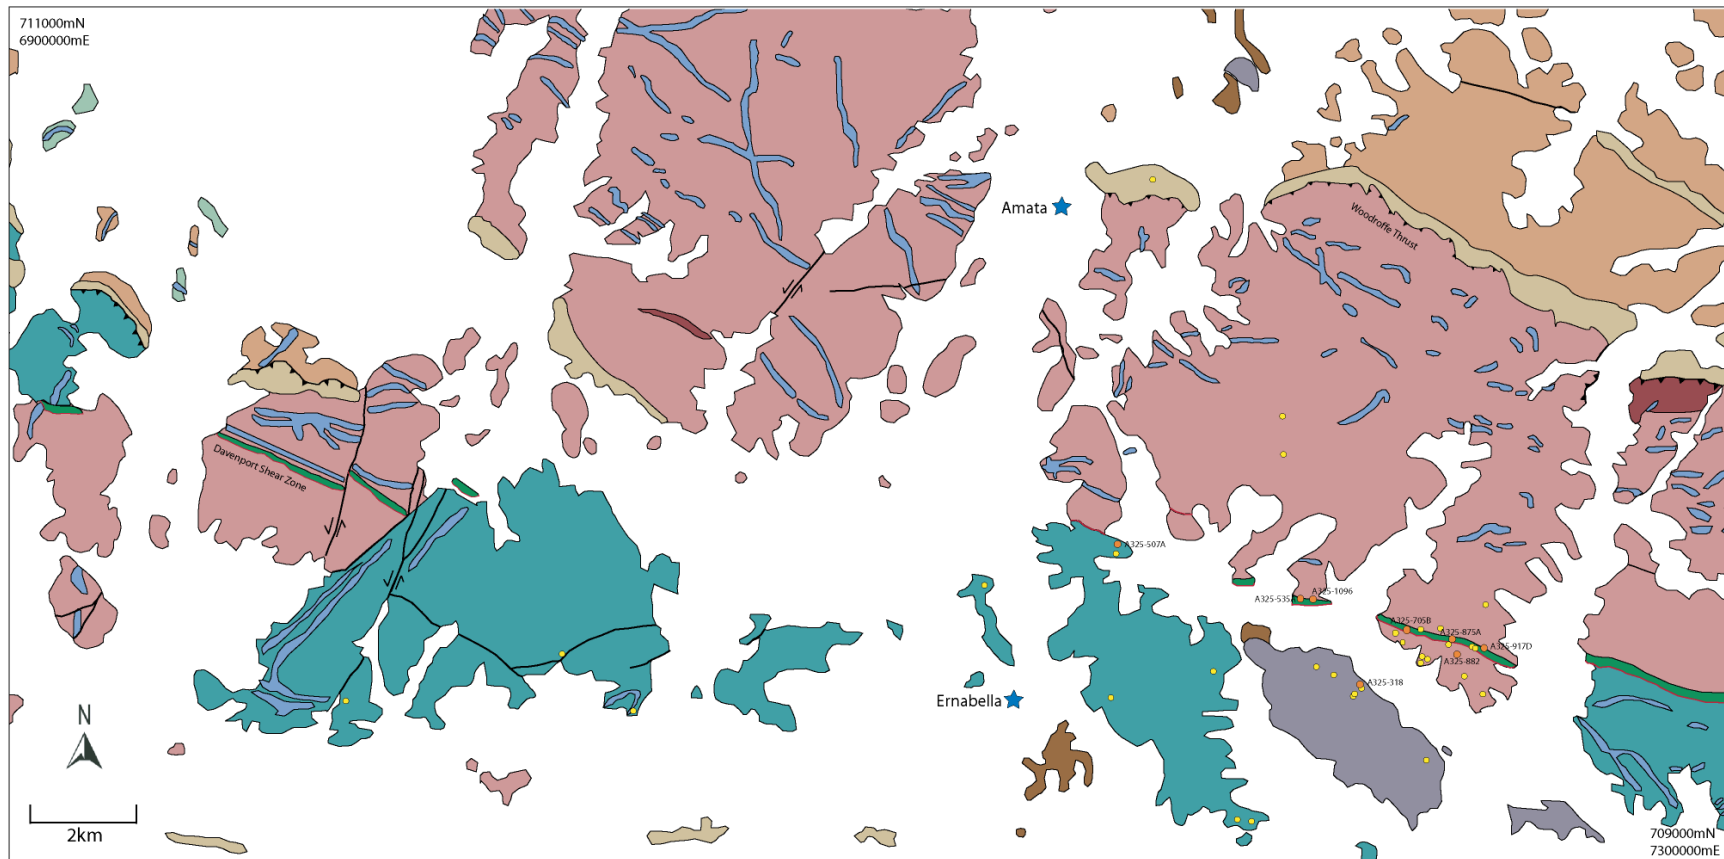 711000mN
6900000mE
Amata
Woodroffe Thrust
Davenport Shear Zone
A325-507A
A325-535
A325-1096
A325-705B
A325-875A
A325-917D
A325-882
A325-318
Ernabella
N
2km
709000mN
7300000mE